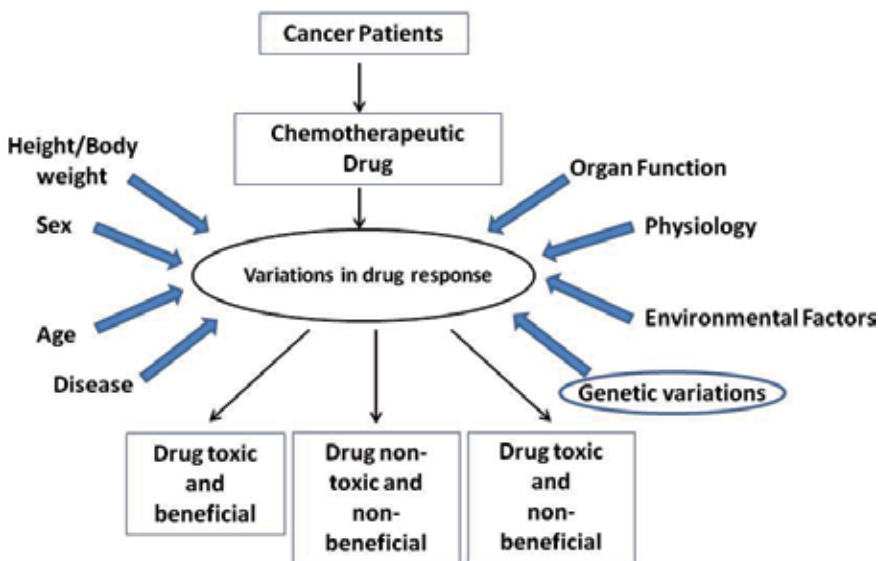 Cancer Patients
Chemotherapeutic
Drug
Height/Body
weight
Sex
Age
Disease
Organ Function
Physiology
Environmental Factors
Genetic variations
Variations in drug response
Drug toxic
and
beneficial
Drug non-
toxic and
non-
beneficial
Drug toxic
and
non-
beneficial